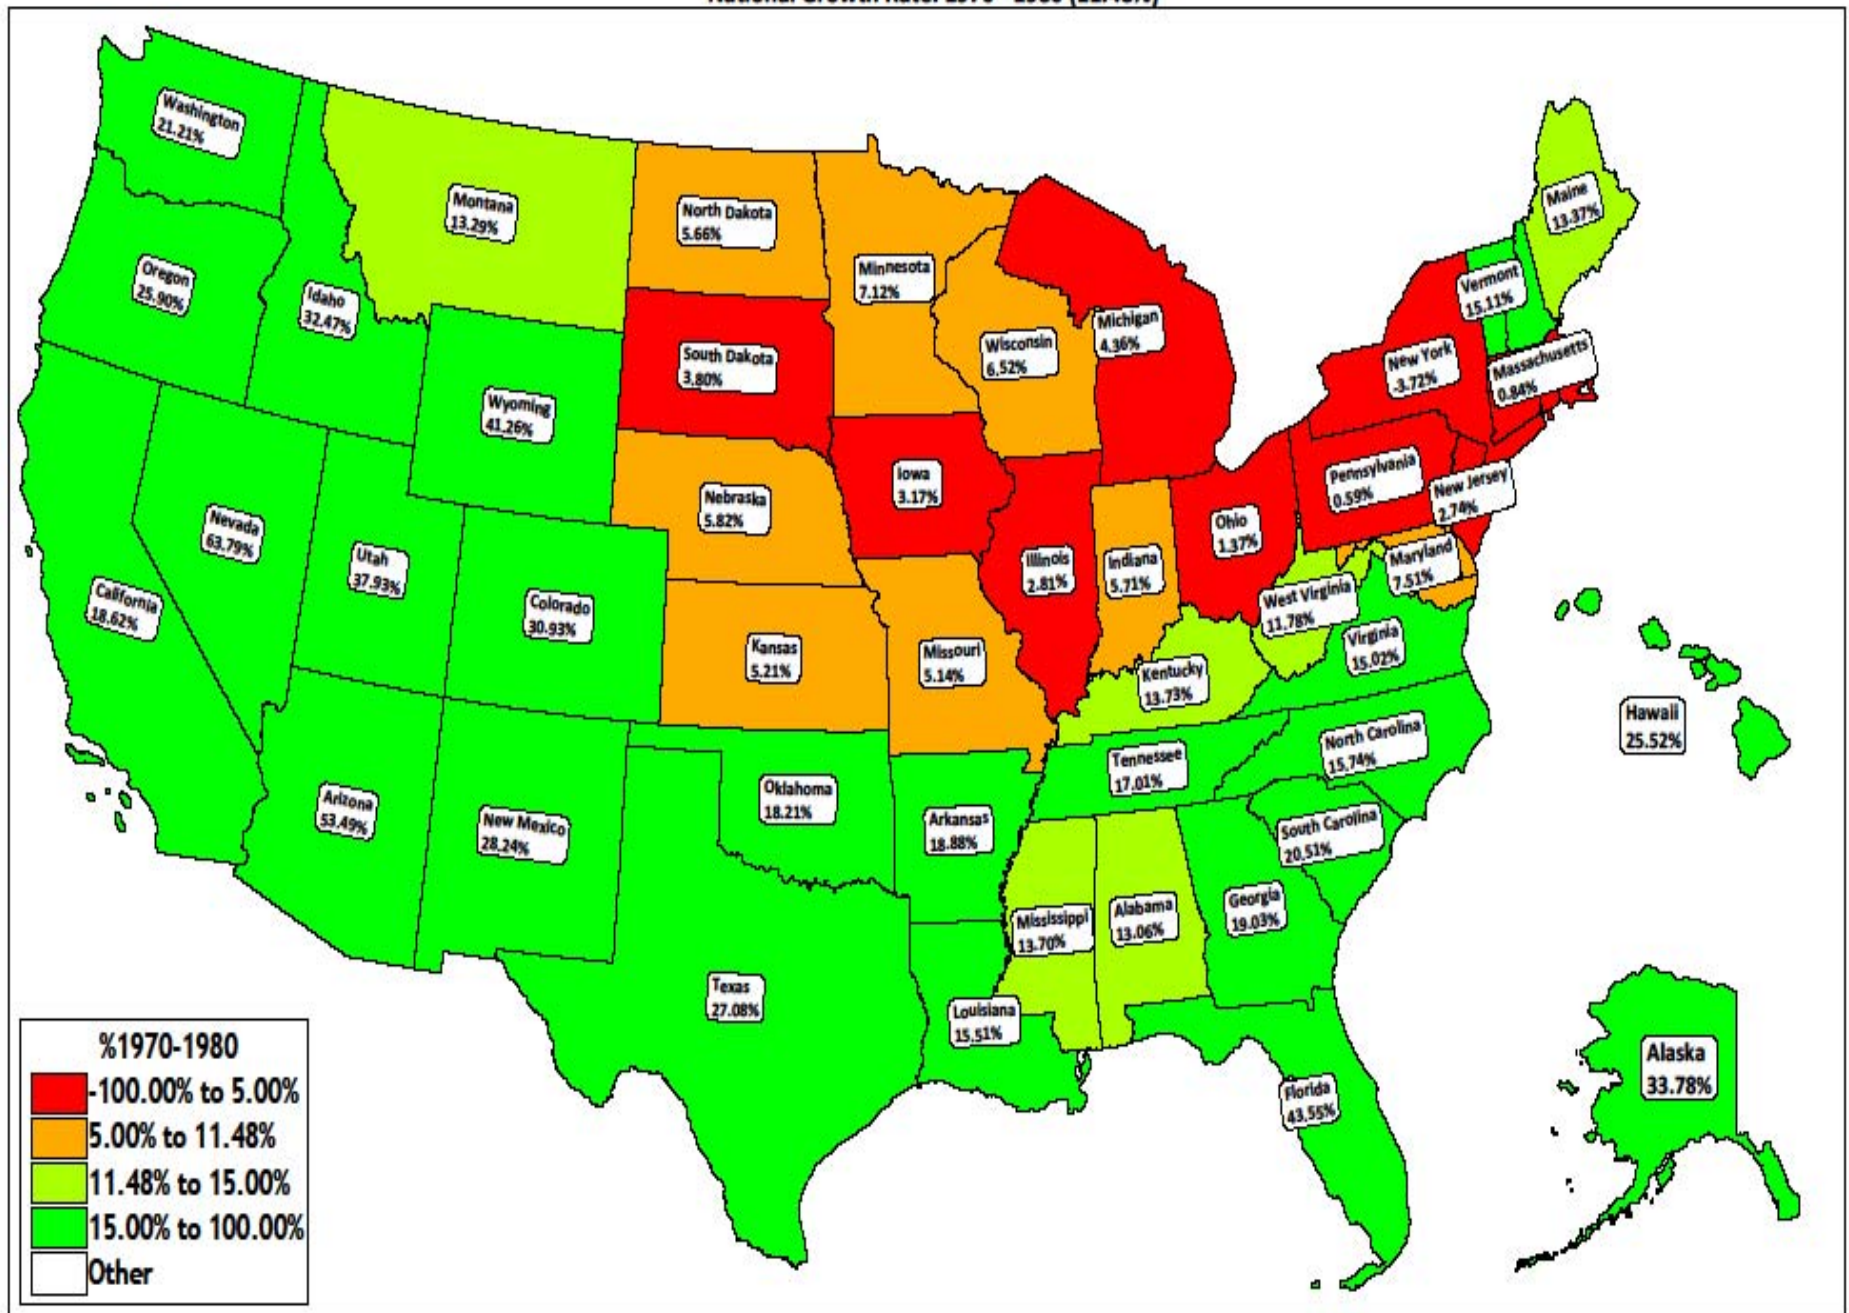 Washington
21.21%
Montana
13.29%
North Dakota
5.66%
Minnesota
7.12%
Maine
13.37%
Oregon
25.90%
Idaho
32.47%
Vermont
15.11%
Michigan
4.36%
Wisconsin
6.52%
South Dakota
3.80%
New York
-3.72%
Massachusetts
0.84%
Wyoming
41.26%
Iowa
3.17%
Pennsylvania
0.59%
New Jersey
2.74%
Nebraska
5.82%
Nevada
63.79%
Utah
37.93%
Ohio
1.37%
Illinois
2.81%
Indiana
5.71%
Maryland
7.51%
California
18.62%
Colorado
30.93%
West Virginia
11.78%
Virginia
15.02%
Kansas
5.21%
Missouri
5.14%
Kentucky
13.73%
Hawaii
25.52%
North Carolina
15.74%
Tennessee
17.01%
Arizona
53.49%
New Mexico
28.24%
Oklahoma
18.21%
Arkansas
18.88%
South Carolina
20.51%
Georgia
19.03%
Mississippi
13.70%
Alabama
13.06%
Texas
27.08%
Louisiana
15.51%
Florida
43.55%
Alaska
33.78%
%1970-1980
-100.00% to 5.00%
5.00% to 11.48%
11.48% to 15.00%
15.00% to 100.00%
Other